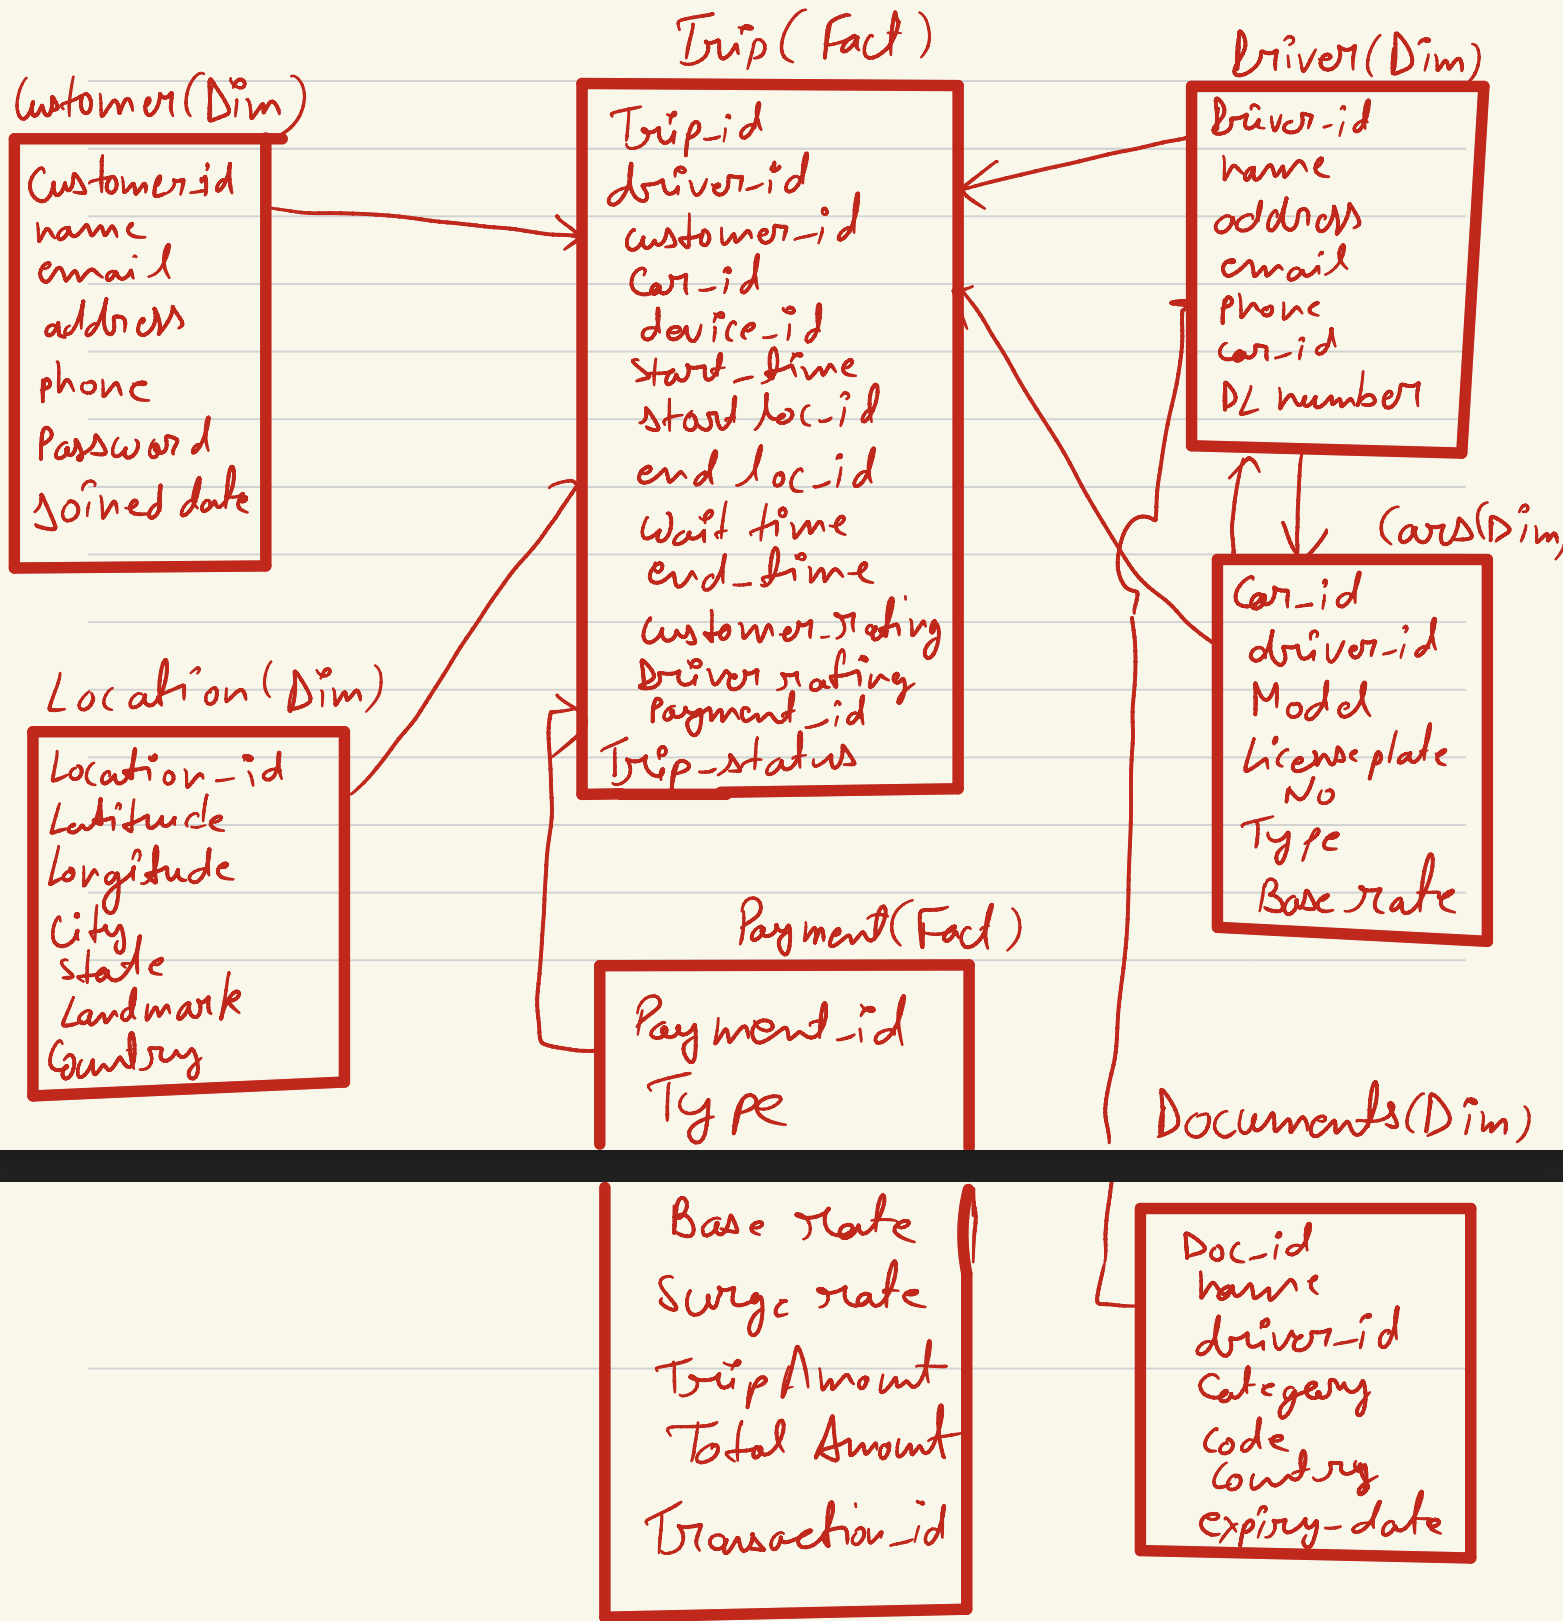 Trip (Fact)
Customer (Dim)
Customer_id
name
email
address
phone
Password
Joined date
Trip_id
driver_id
customer_id
Car_id
device_id
start_time
start loc_id
end loc_id
wait time
end_time
customer_rating
Driver rating
Payment_id
Trip_status
Driver (Dim)
Driver_id
name
address
email
phone
car_id
DL number
Cars (Dim)
Car_id
driver_id
Model
License plate
No
Type
Base rate
Location (Dim)
Location_id
Latitude
Longitude
City
state
Landmark
Country
Payment (Fact)
Payment_id
Type
Base rate
Surge rate
Trip Amount
Total Amount
Transaction_id
Documents (Dim)
Doc_id
name
driver_id
Category
Code
Country
expiry_date